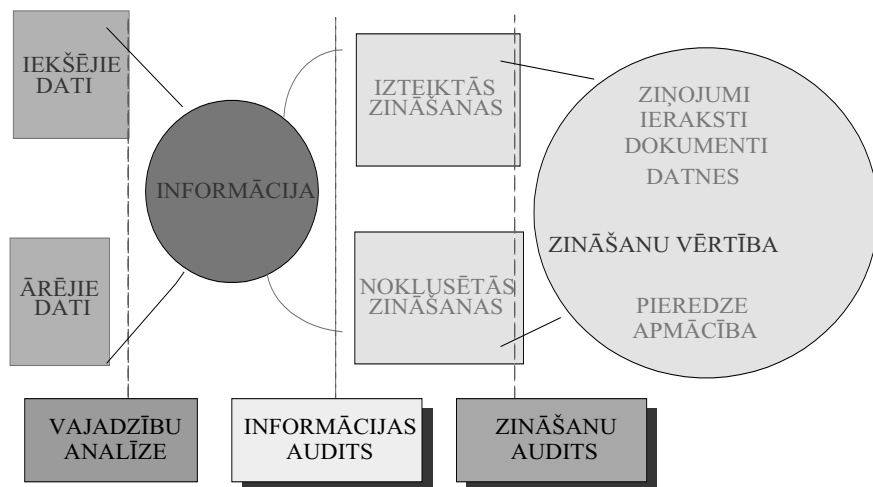 IEKŠĒJIE
DATI
INFORMĀCIJA
ĀRĒJIE
DATI
IZTEIKTĀS
ZINĀŠANAS
NOKLUSĒTĀS
ZINĀŠANAS
ZIŅOJUMI
IERAKSTI
DOKUMENTI
DATNES
ZINĀŠANU VĒRTĪBA
PIEREDZE
APMĀCĪBA
VAJADZĪBU
ANALĪZE
INFORMĀCIJAS
AUDITS
ZINĀŠANU
AUDITS